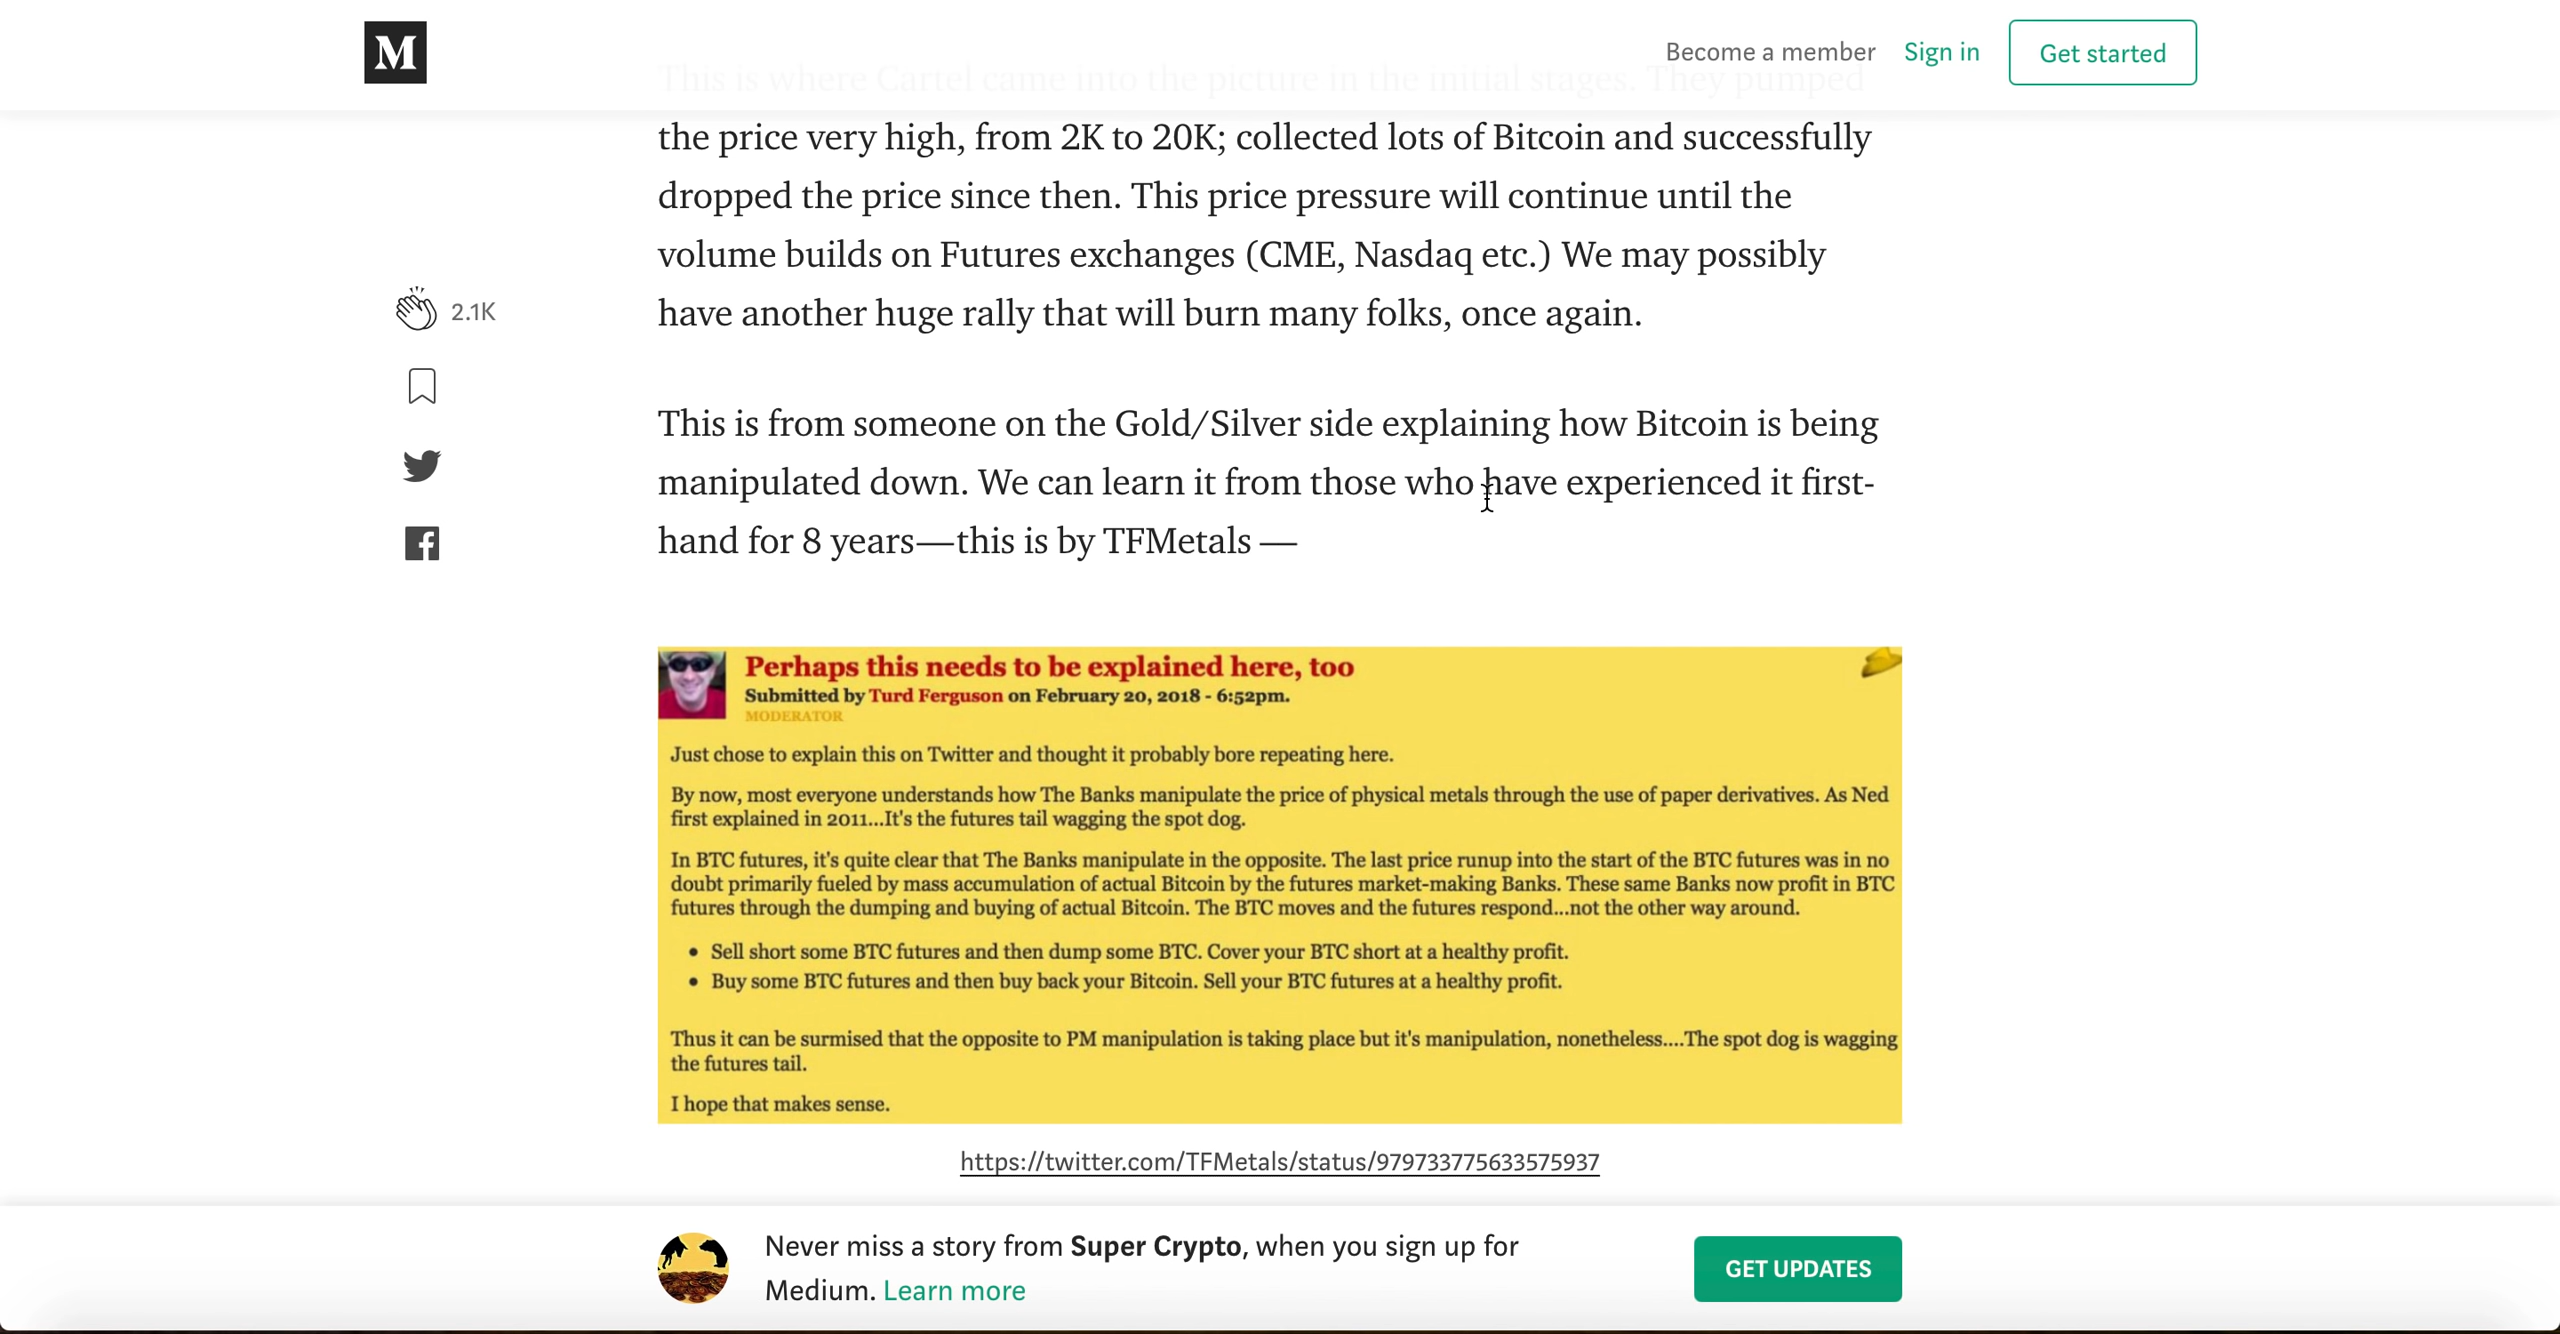 M
Become a member Sign in Get started
This is where Cartel came into the picture in the initial stages. They pumped
the price very high, from 2K to 20K; collected lots of Bitcoin and successfully
dropped the price since then. This price pressure will continue until the
volume builds on Futures exchanges (CME, Nasdaq etc.) We may possibly
have another huge rally that will burn many folks, once again.
2.1K
This is from someone on the Gold/Silver side explaining how Bitcoin is being
manipulated down. We can learn it from those who have experienced it first-
hand for 8 years—this is by TFMetals —
Perhaps this needs to be explained here, too
Submitted by Turd Ferguson on February 20, 2018 - 6:52pm.
MODERATOR
Just chose to explain this on Twitter and thought it probably bore repeating here.
By now, most everyone understands how The Banks manipulate the price of physical metals through the use of paper derivatives. As Ned
first explained in 2011...It's the futures tail wagging the spot dog.
In BTC futures, it's quite clear that The Banks manipulate in the opposite. The last price runup into the start of the BTC futures was in no
doubt primarily fueled by mass accumulation of actual Bitcoin by the futures market-making Banks. These same Banks now profit in BTC
futures through the dumping and buying of actual Bitcoin. The BTC moves and the futures respond...not the other way around.
• Sell short some BTC futures and then dump some BTC. Cover your BTC short at a healthy profit.
• Buy some BTC futures and then buy back your Bitcoin. Sell your BTC futures at a healthy profit.
Thus it can be surmised that the opposite to PM manipulation is taking place but it's manipulation, nonetheless....The spot dog is wagging
the futures tail.
I hope that makes sense.
https://twitter.com/TFMetals/status/979733775633575937
Never miss a story from Super Crypto, when you sign up for
Medium. Learn more
GET UPDATES